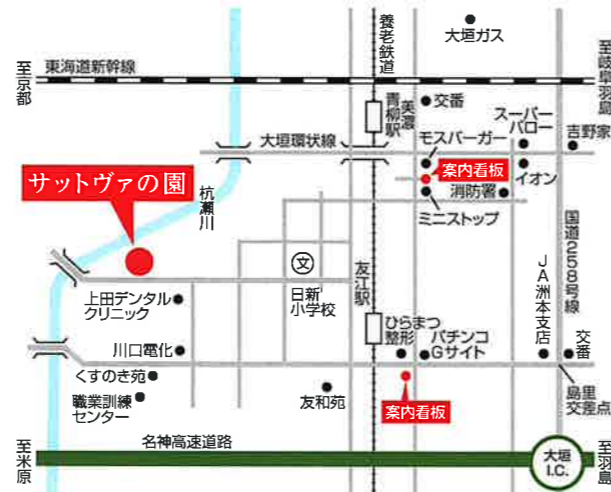 養老鉄道
大垣ガス
至岐阜羽島
東海道新幹線
至京都
美濃
青柳駅
交番
スーパー
バロー
大垣環状線
モスバーガー
吉野家
案内看板
イオン
サットヴァの園
杭瀬川
消防署
ミニストップ
国道258号線
文
日新
小学校
友江駅
JA洲本支店
上田デンタル
クリニック
ひらまつ
整形
パチンコ
Gサイト
川口電化
交番
くすのき苑
職業訓練
センター
友和苑
案内看板
島里
交差点
名神高速道路
至米原
大垣
I.C.
至羽島